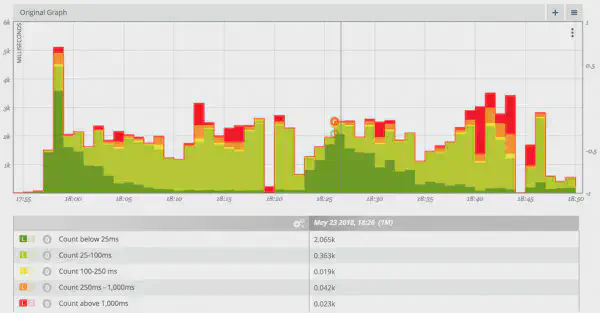 Original Graph
6k
5k
4k
3k
2k
1k
MILLISECONDS
1
0.5
-0.5
-1
17:55 18:00 18:05 18:10 18:15 18:20 18:25 18:30 18:35 18:40 18:45 18:50
May 23 2018, 18:26 (1M)
L Count below 25ms 2.065k
L Count 25-100ms 0.363k
L Count 100-250 ms 0.019k
L Count 250ms - 1,000ms 0.042k
L Count above 1,000ms 0.023k